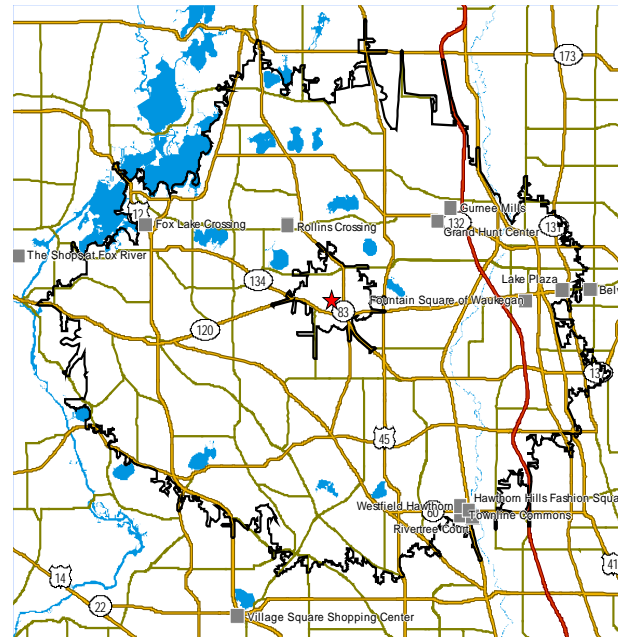 173
Gurnee Mills
12
132
13
Fox Lake Crossing
Rollins Crossing
Grand Hunt Center
The Shops at Fox River
134
Lake Plaza
Belv
Fountain Square of Waukegan
83
120
13
45
Hawthorn Hills Fashion Squa
Westfield Hawthorn
60
Townline Commons
Rivertree Court
41
14
22
Village Square Shopping Center